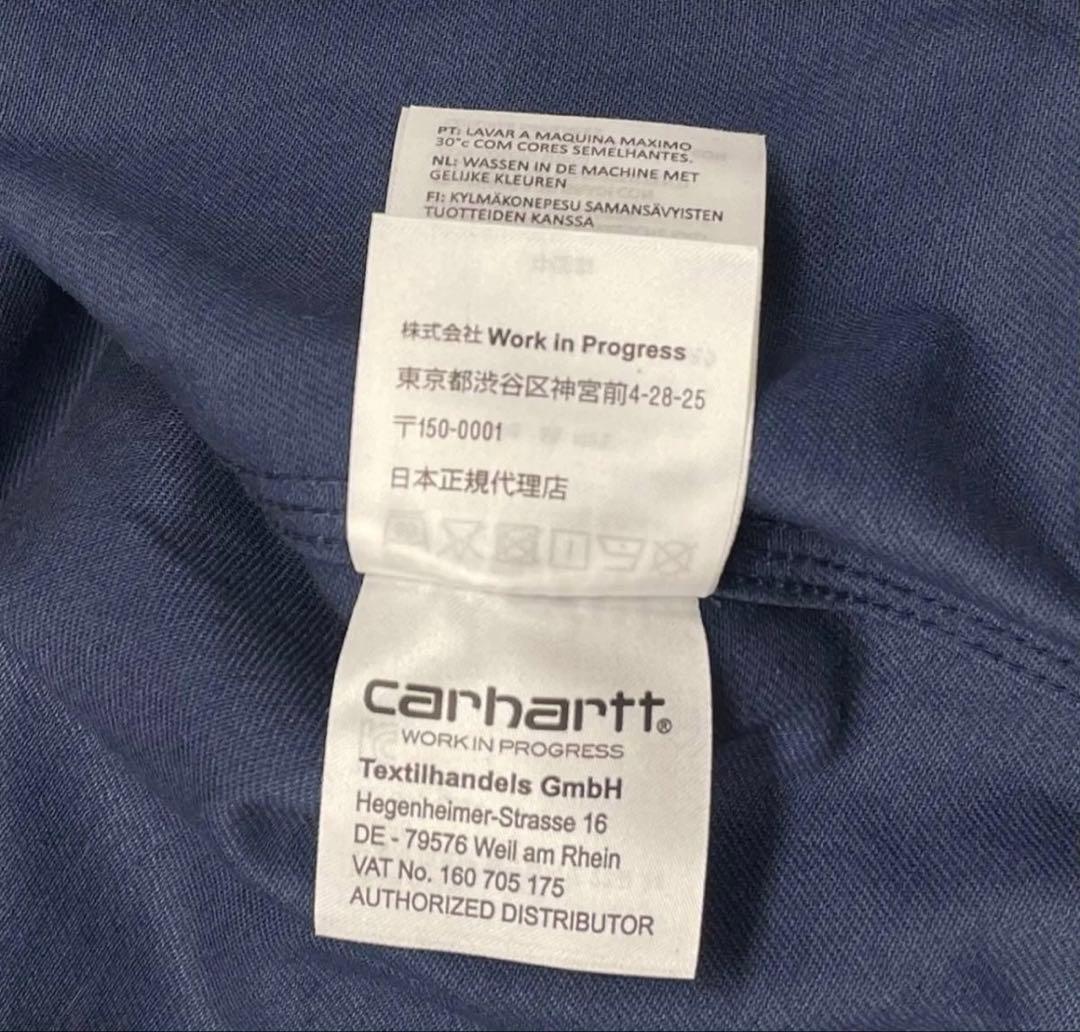 PT: LAVAR A MAQUINA MAXIMO
30°c COM CORES SEMELHANTES.
NL: WASSEN IN DE MACHINE MET
GELIJKE KLEUREN
FI: KYLMÄKONEPESU SAMANSÄVYISTEN
TUOTTEIDEN KANSSA
株式会社 Work in Progress
東京都渋谷区神宮前4-28-25
〒150-0001
日本正規代理店
carhartt®
WORK IN PROGRESS
Textilhandels GmbH
Hegenheimer-Strasse 16
DE - 79576 Weil am Rhein
VAT No. 160 705 175
AUTHORIZED DISTRIBUTOR